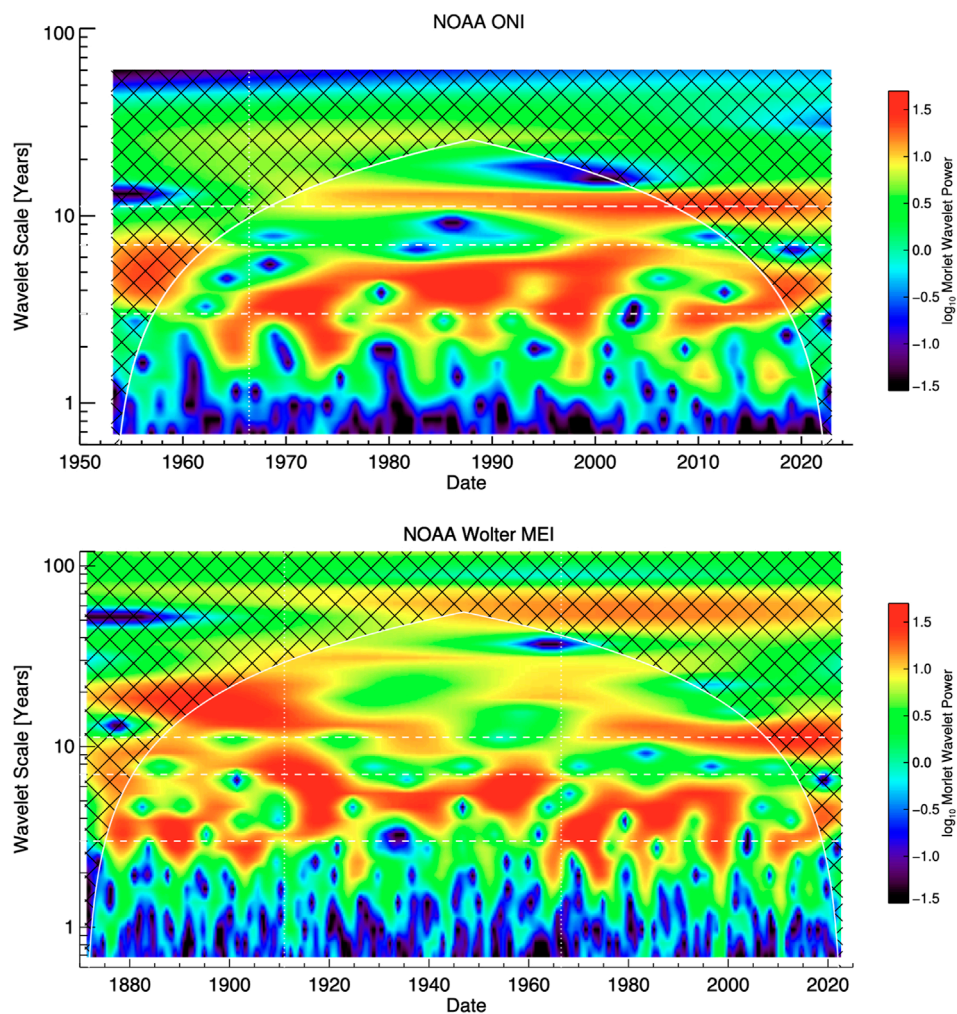 NOAA ONI
100
10
1
Wavelet Scale [Years]
1950 1960 1970 1980 1990 2000 2010 2020
Date
1.5
1.0
0.5
0.0
−0.5
−1.0
−1.5
log10 Morlet Wavelet Power
NOAA Wolter MEI
100
10
1
Wavelet Scale [Years]
1880 1900 1920 1940 1960 1980 2000 2020
Date
1.5
1.0
0.5
0.0
−0.5
−1.0
−1.5
log10 Morlet Wavelet Power